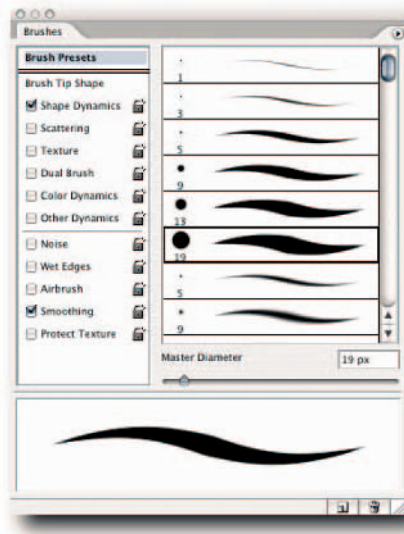 Brushes
Brush Presets
Brush Tip Shape
Shape Dynamics
Scattering
Texture
Dual Brush
Color Dynamics
Other Dynamics
Noise
Wet Edges
Airbrush
Smoothing
Protect Texture
1
3
5
9
13
19
5
9
Master Diameter
19 px